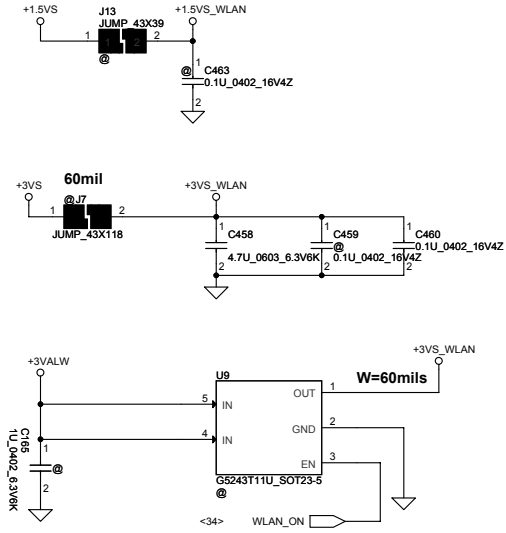 +1.5VS
J13
JUMP_43X39
+1.5VS_WLAN
1
1
2
2
@
1
@
C463
0.1U_0402_16V4Z
2
60mil
+3VS
@ J7
+3VS_WLAN
1
2
JUMP_43X118
1
C458
4.7U_0603_6.3V6K
2
1
C459
@
0.1U_0402_16V4Z
2
1
C460
0.1U_0402_16V4Z
2
+3VALW
+3VS_WLAN
U9
W=60mils
5
IN
OUT
1
4
IN
GND
2
EN
3
C165
1U_0402_6.3V6K
1
@
2
G5243T11U_SOT23-5
@
<34>
WLAN_ON